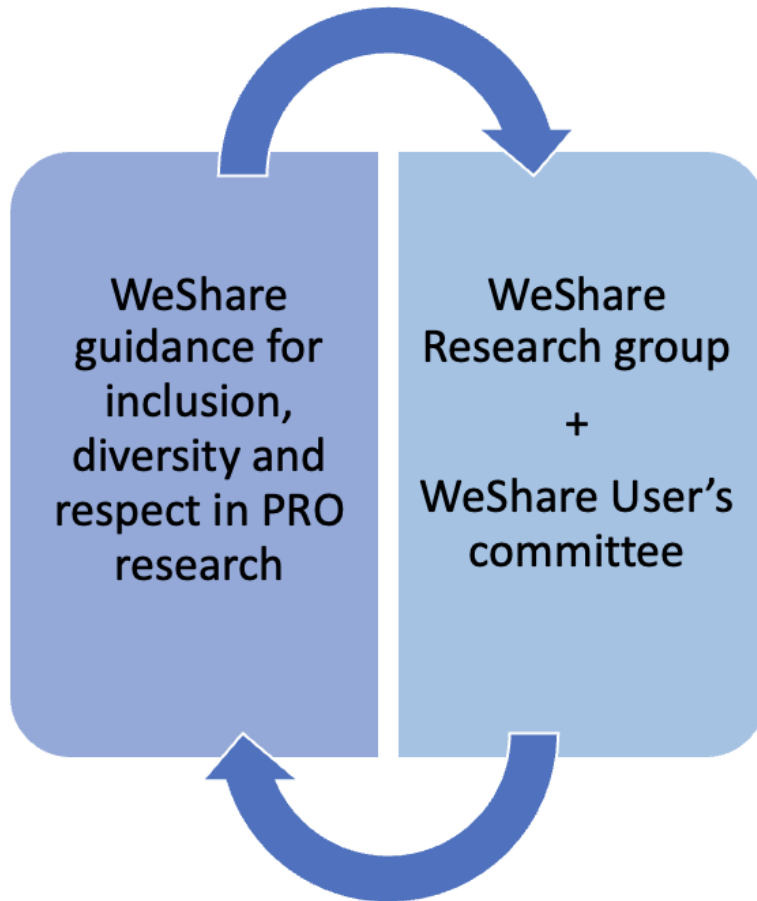 WeShare
guidance for
inclusion,
diversity and
respect in PRO
research
WeShare
Research group
+
WeShare User’s
committee